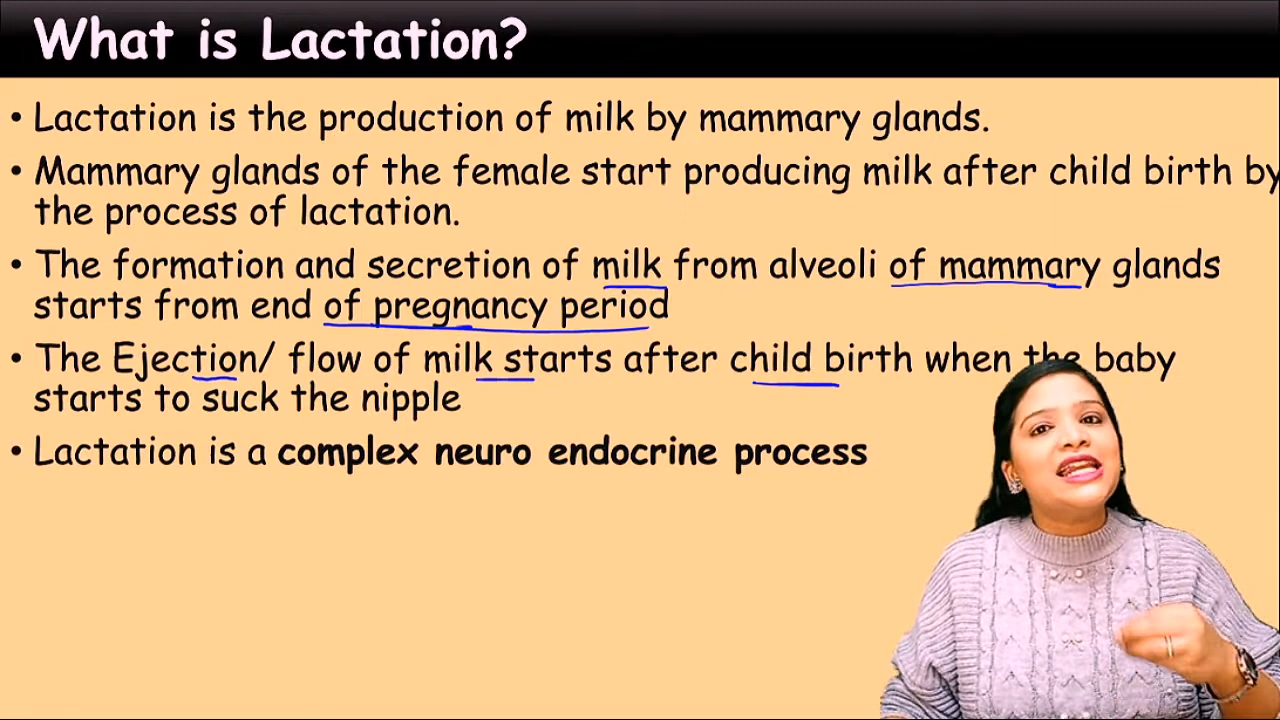 What is Lactation?
• Lactation is the production of milk by mammary glands.
• Mammary glands of the female start producing milk after child birth by
the process of lactation.
• The formation and secretion of milk from alveoli of mammary glands
starts from end of pregnancy period
• The Ejection/ flow of milk starts after child birth when the baby
starts to suck the nipple
• Lactation is a complex neuro endocrine process